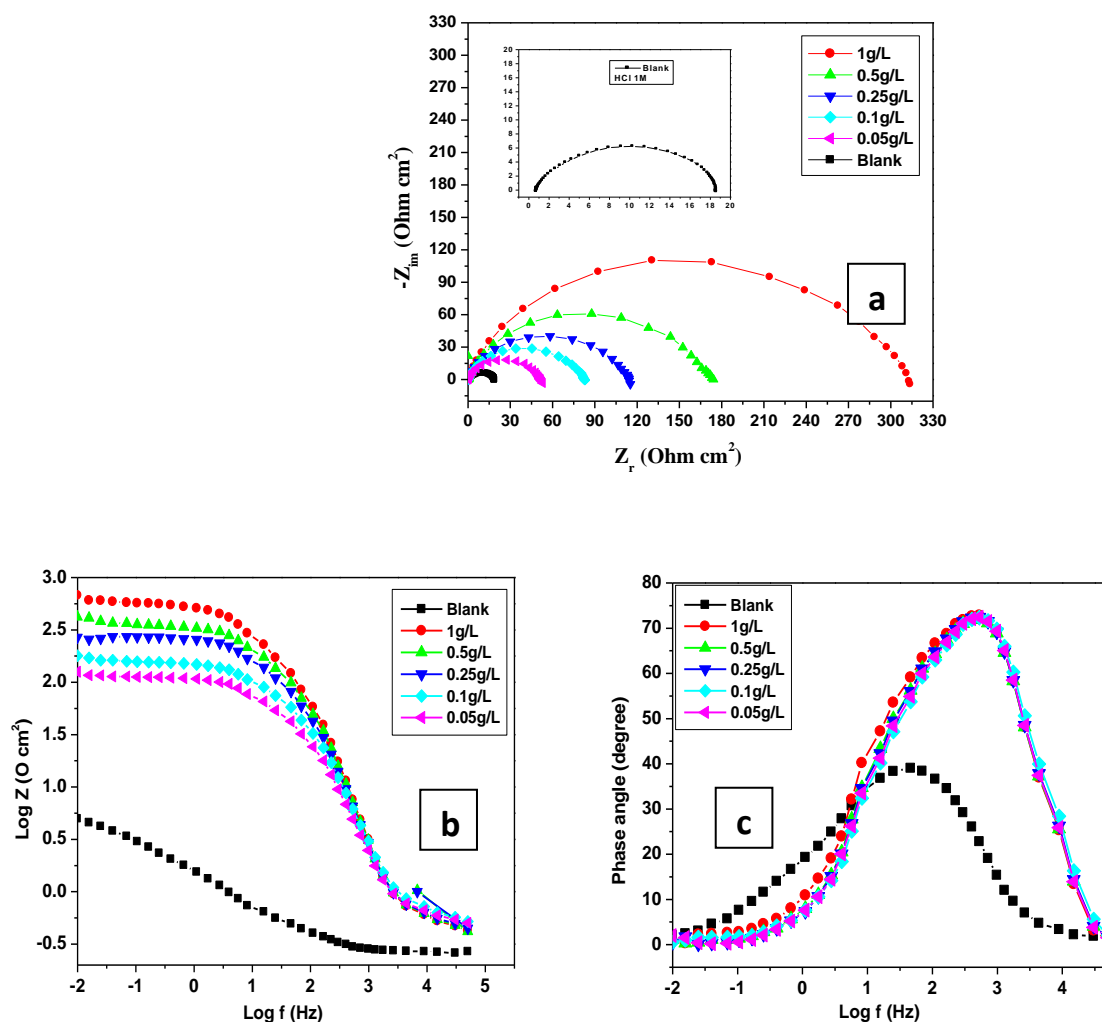 330
300
270
240
210
180
150
120
90
60
30
0
-Z_im (Ohm cm²)
0 30 60 90 120 150 180 210 240 270 300 330
Z_r (Ohm cm²)
20
18
16
14
12
10
8
6
4
2
0
0 2 4 6 8 10 12 14 16 18 20
Blank
HCl 1M
1g/L
0.5g/L
0.25g/L
0.1g/L
0.05g/L
Blank
a
3.0
2.5
2.0
1.5
1.0
0.5
0.0
-0.5
Log Z (O cm²)
-2 -1 0 1 2 3 4 5
Log f (Hz)
Blank
1g/L
0.5g/L
0.25g/L
0.1g/L
0.05g/L
b
80
70
60
50
40
30
20
10
0
Phase angle (degree)
-2 -1 0 1 2 3 4
Log f (Hz)
Blank
1g/L
0.5g/L
0.25g/L
0.1g/L
0.05g/L
c